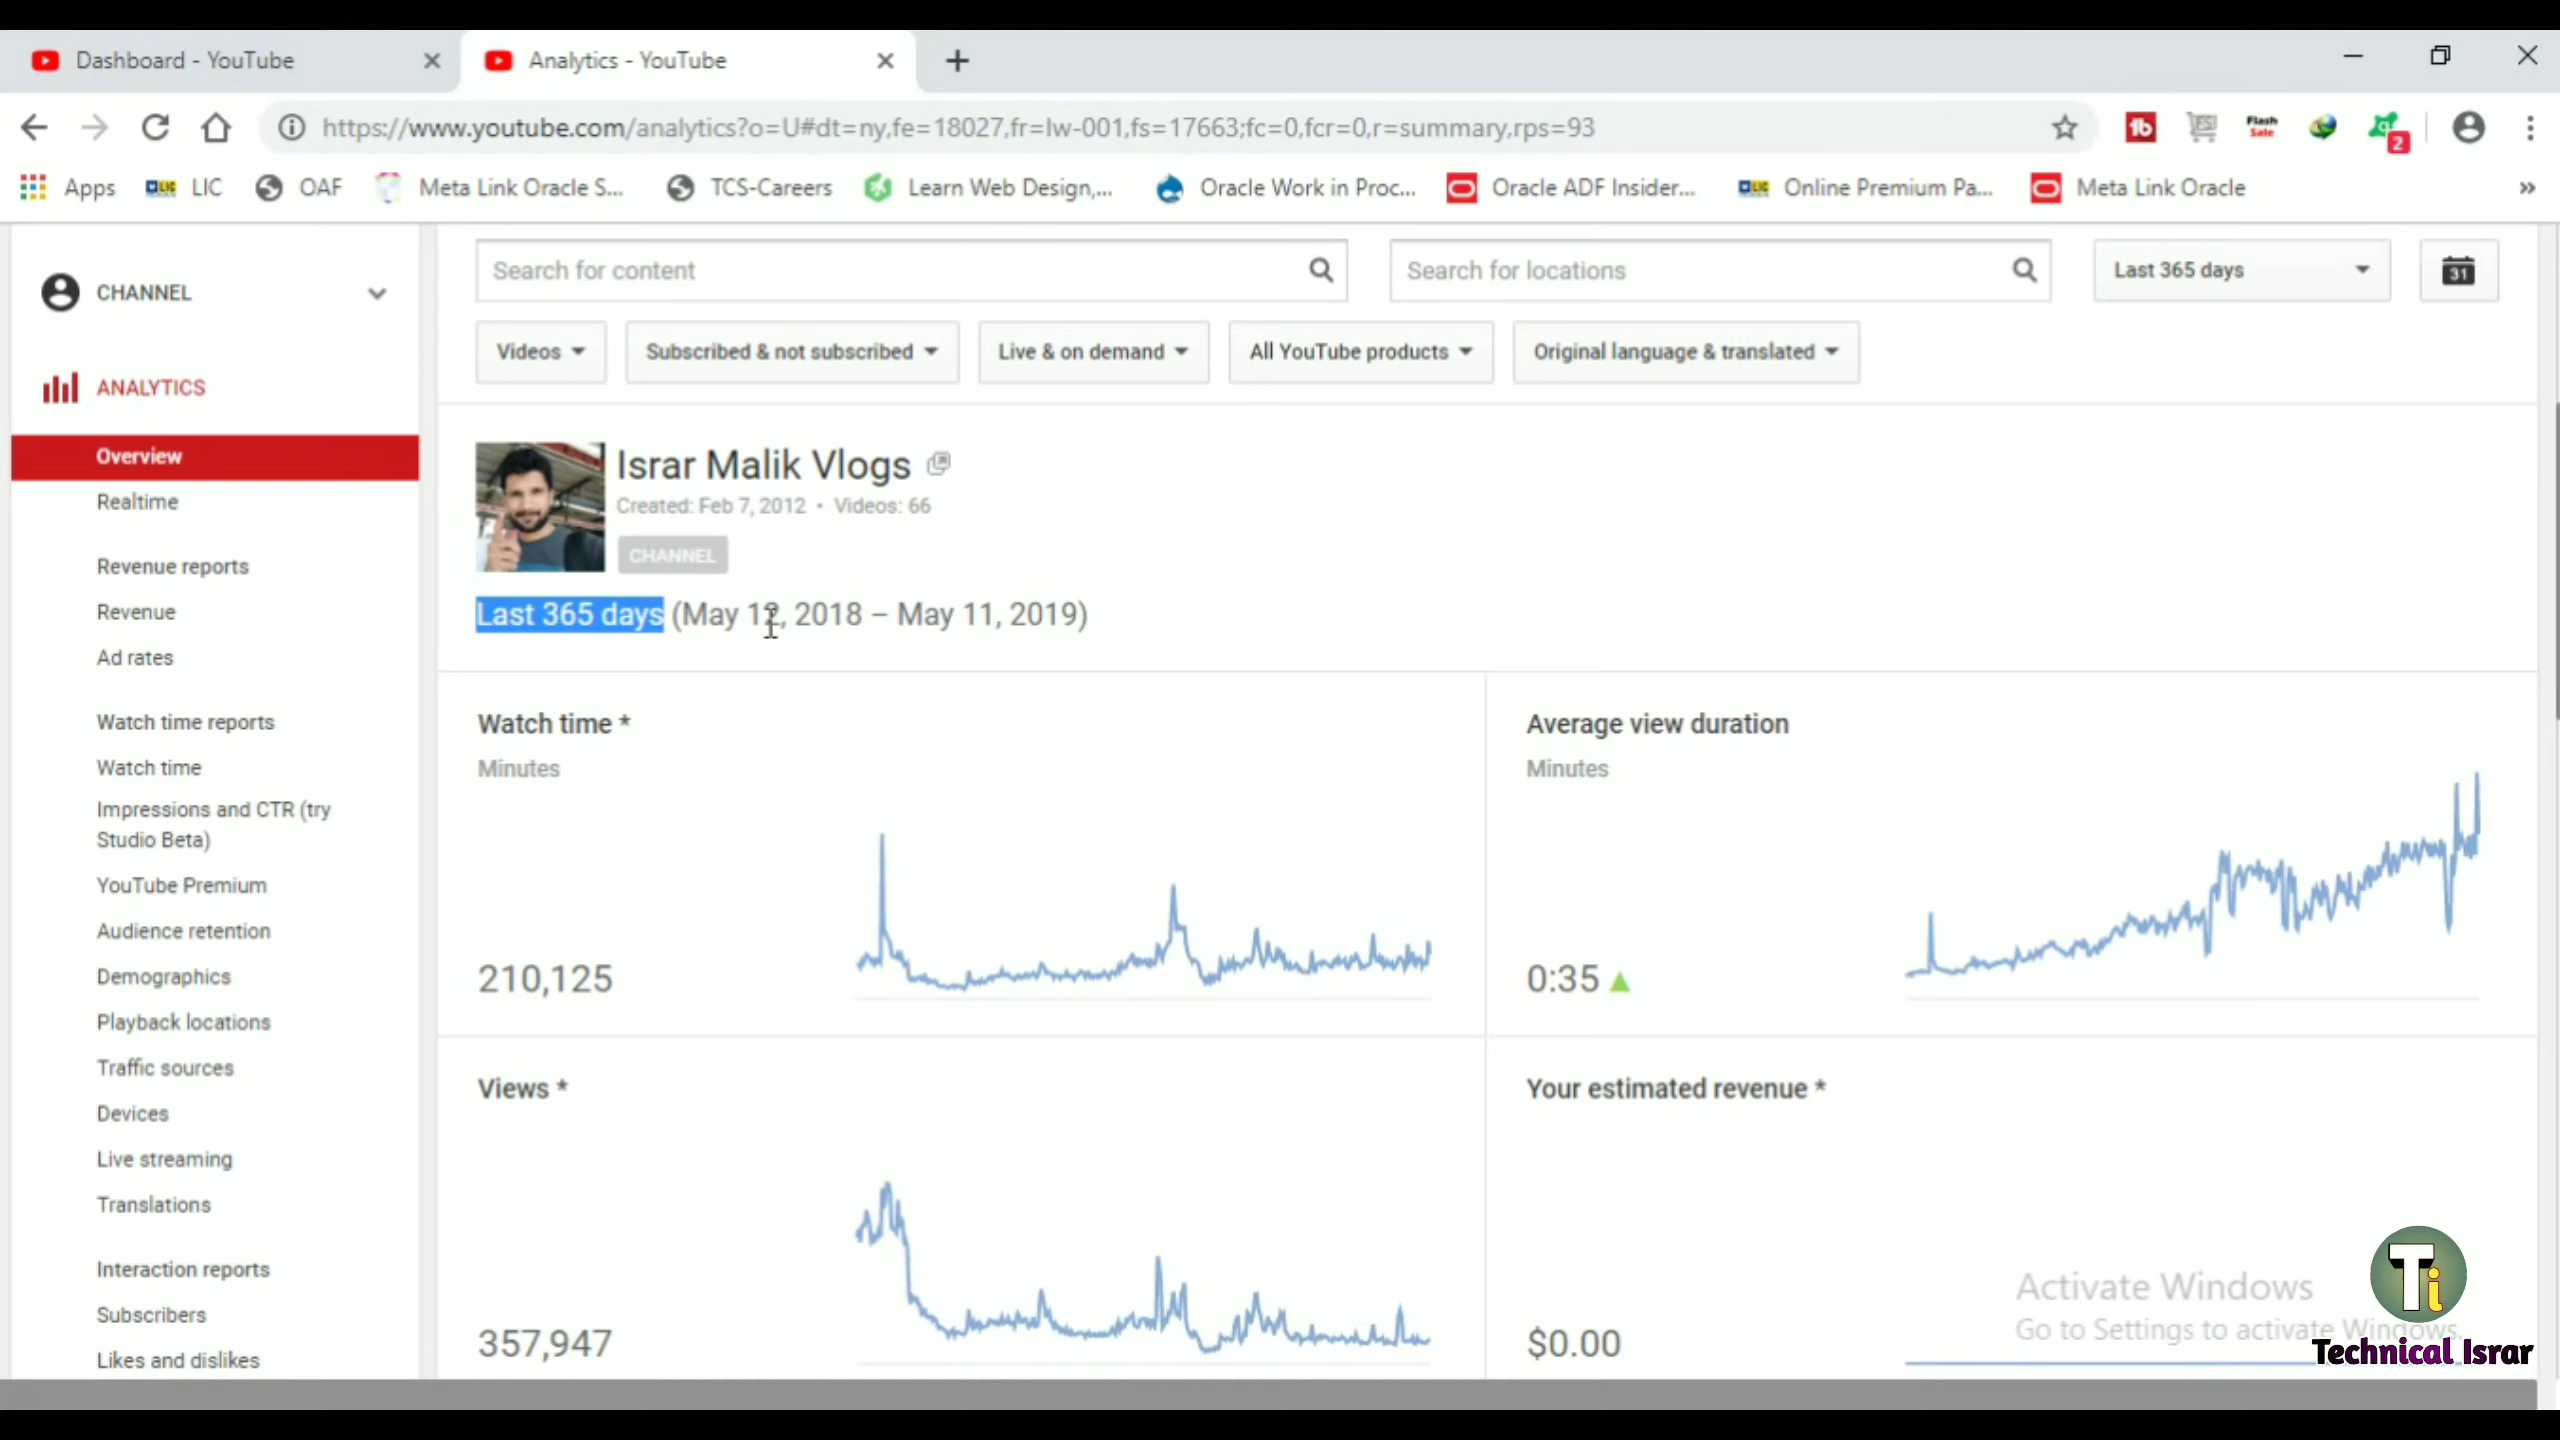 Dashboard - YouTube
Analytics - YouTube
https://www.youtube.com/analytics?o=U#dt=ny,fe=18027,fr=lw-001,fs=17663;fc=0,fcr=0,r=summary,rps=93
Flash Sale
2
Apps
LIC
OAF
Meta Link Oracle S...
TCS-Careers
Learn Web Design,...
Oracle Work in Proc...
Oracle ADF Insider...
Online Premium Pa...
Meta Link Oracle
Search for content
Search for locations
Last 365 days
31
Videos
Subscribed & not subscribed
Live & on demand
All YouTube products
Original language & translated
CHANNEL
ANALYTICS
Overview
Realtime
Revenue reports
Revenue
Ad rates
Watch time reports
Watch time
Impressions and CTR (try
Studio Beta)
YouTube Premium
Audience retention
Demographics
Playback locations
Traffic sources
Devices
Live streaming
Translations
Interaction reports
Subscribers
Likes and dislikes
Israr Malik Vlogs
Created: Feb 7, 2012 • Videos: 66
CHANNEL
Last 365 days (May 12, 2018 – May 11, 2019)
Watch time *
Minutes
210,125
Average view duration
Minutes
0:35
Views *
357,947
Your estimated revenue *
$0.00
Activate Windows
Go to Settings to activate Windows.
Ti
Technical Israr